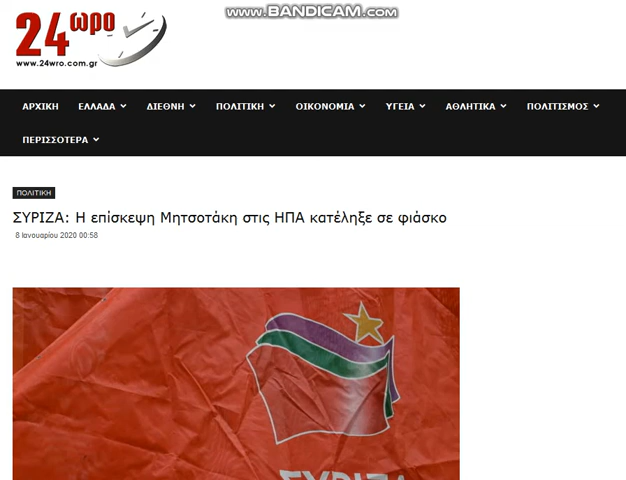 www.BANDICAM.com
24ωρο
www.24wro.com.gr
ΑΡΧΙΚΗ ΕΛΛΑΔΑ ΔΙΕΘΝΗ ΠΟΛΙΤΙΚΗ ΟΙΚΟΝΟΜΙΑ ΥΓΕΙΑ ΑΘΛΗΤΙΚΑ ΠΟΛΙΤΙΣΜΟΣ
ΠΕΡΙΣΣΟΤΕΡΑ
ΠΟΛΙΤΙΚΗ
ΣΥΡΙΖΑ: Η επίσκεψη Μητσοτάκη στις ΗΠΑ κατέληξε σε φιάσκο
8 Ιανουαρίου 2020 00:58
ΣΥΡΙΖΑ